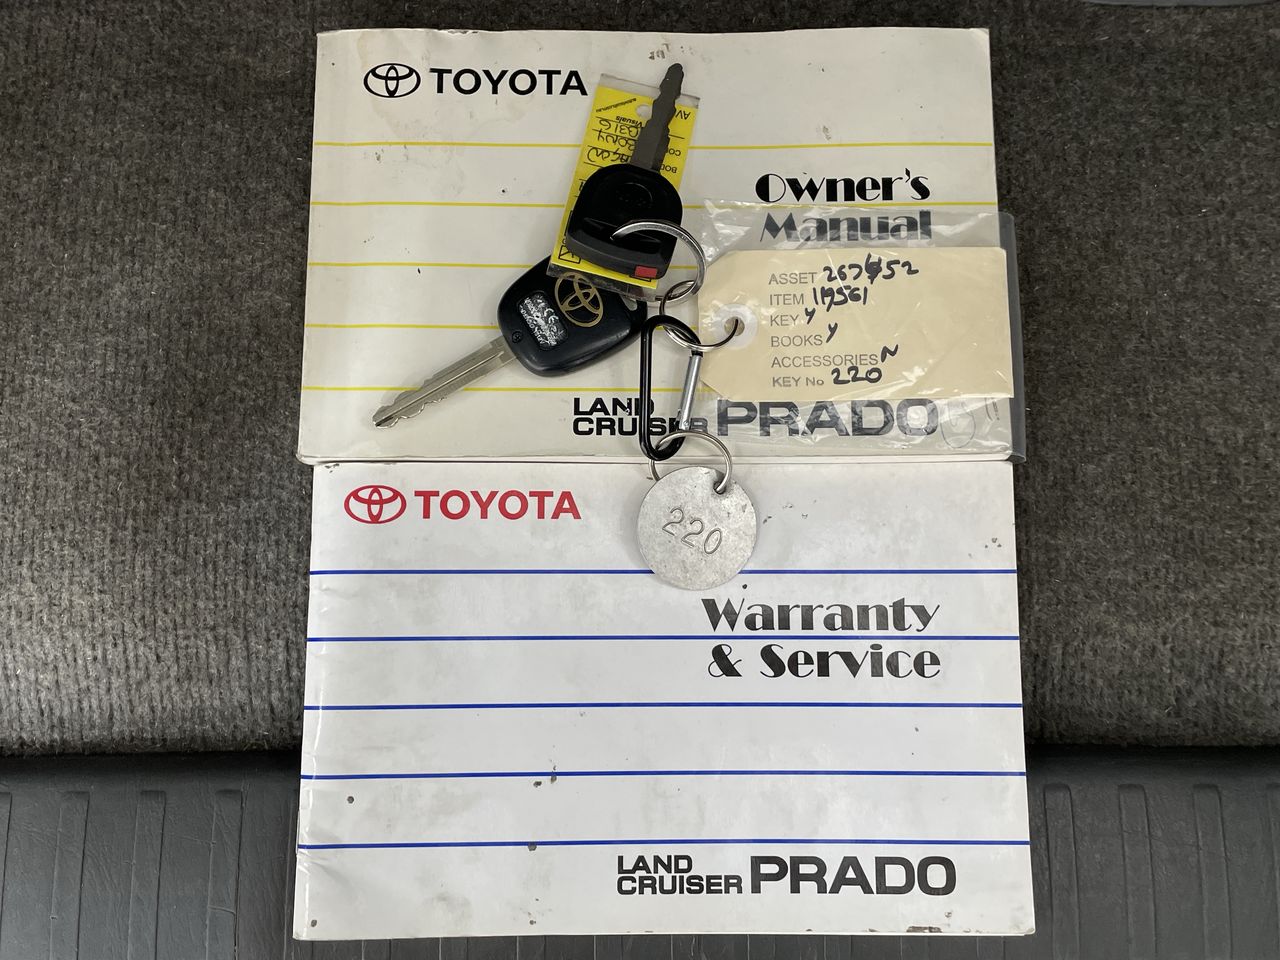 TOYOTA
Owner's
Manual
ASSET 267452
ITEM 119561
KEY Y
BOOKS Y
ACCESSORIES N
KEY No 220
LAND
CRUISER PRADO
220
TOYOTA
Warranty
& Service
LAND
CRUISER PRADO